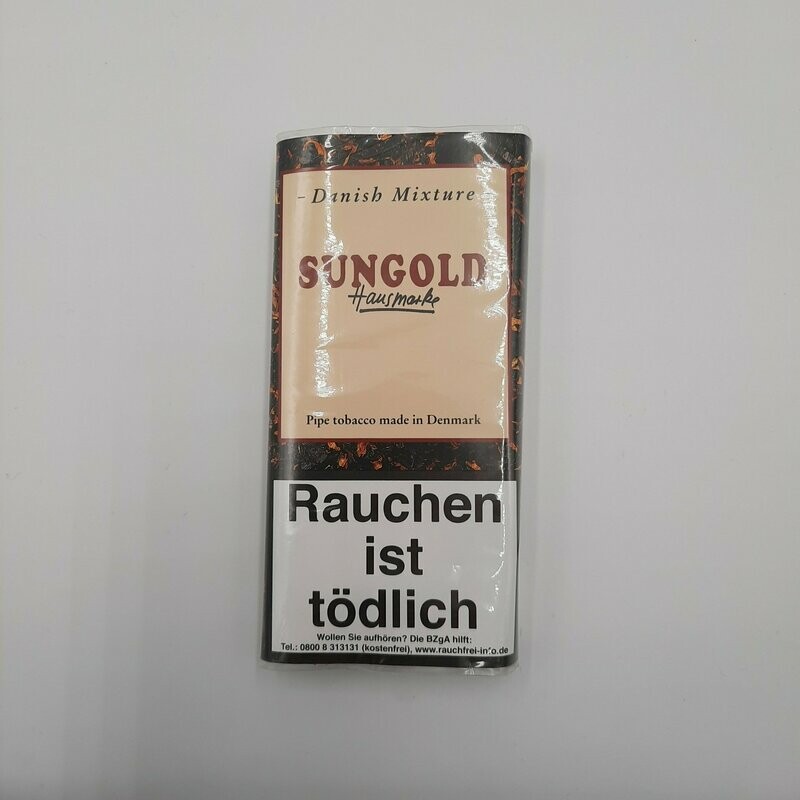 - Danish Mixture
SUNGOLD
Hausmarke
Pipe tobacco made in Denmark
Rauchen
ist
tödlich
Wollen Sie aufhören? Die BZgA hilft:
Tel.: 0800 8 313131 (kostenfrei), www.rauchfrei-info.de